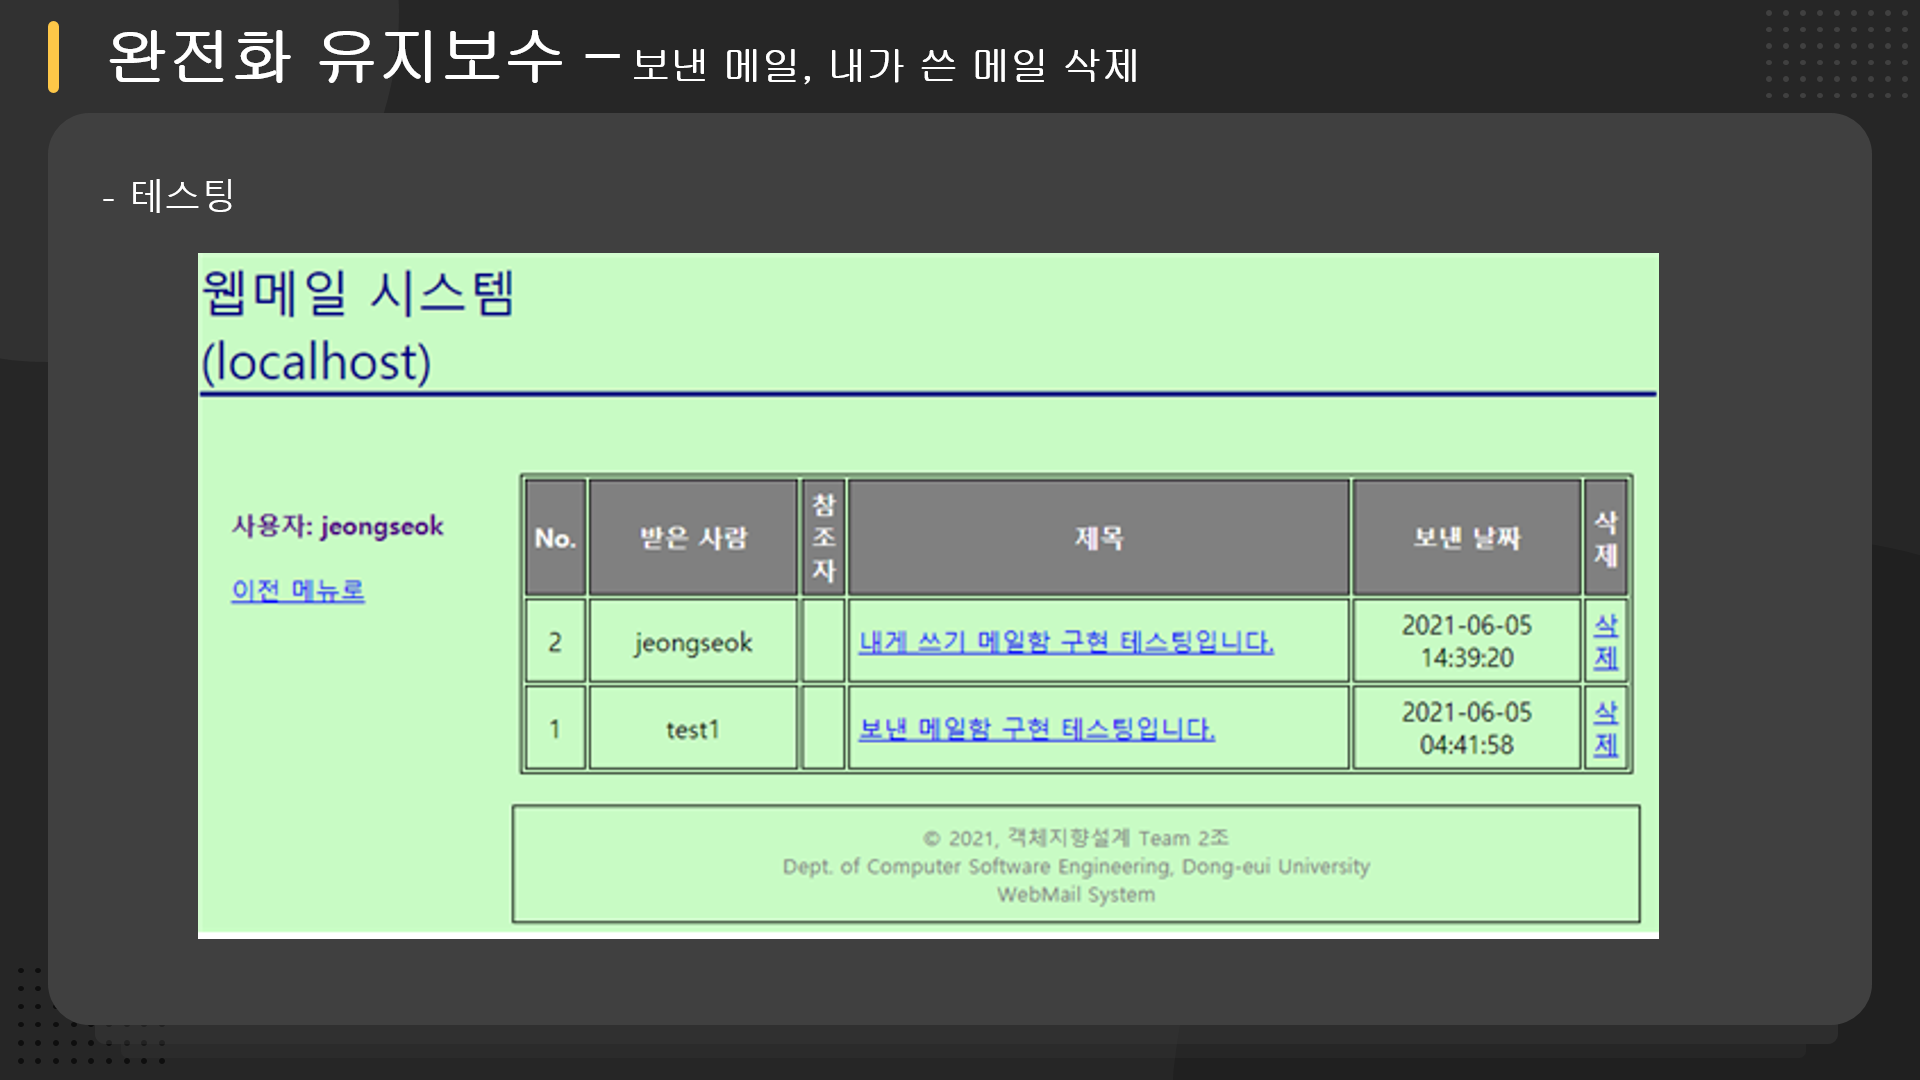 완전화 유지보수 – 보낸 메일, 내가 쓴 메일 삭제
- 테스팅
웹메일 시스템
(localhost)
사용자: jeongseok
이전 메뉴로
No. 받은 사람 참조자 제목 보낸 날짜 삭제
2 jeongseok 내게 쓰기 메일함 구현 테스팅입니다. 2021-06-05 14:39:20 삭제
1 test1 보낸 메일함 구현 테스팅입니다. 2021-06-05 04:41:58 삭제
© 2021, 객체지향설계 Team 2조
Dept. of Computer Software Engineering, Dong-eui University
WebMail System